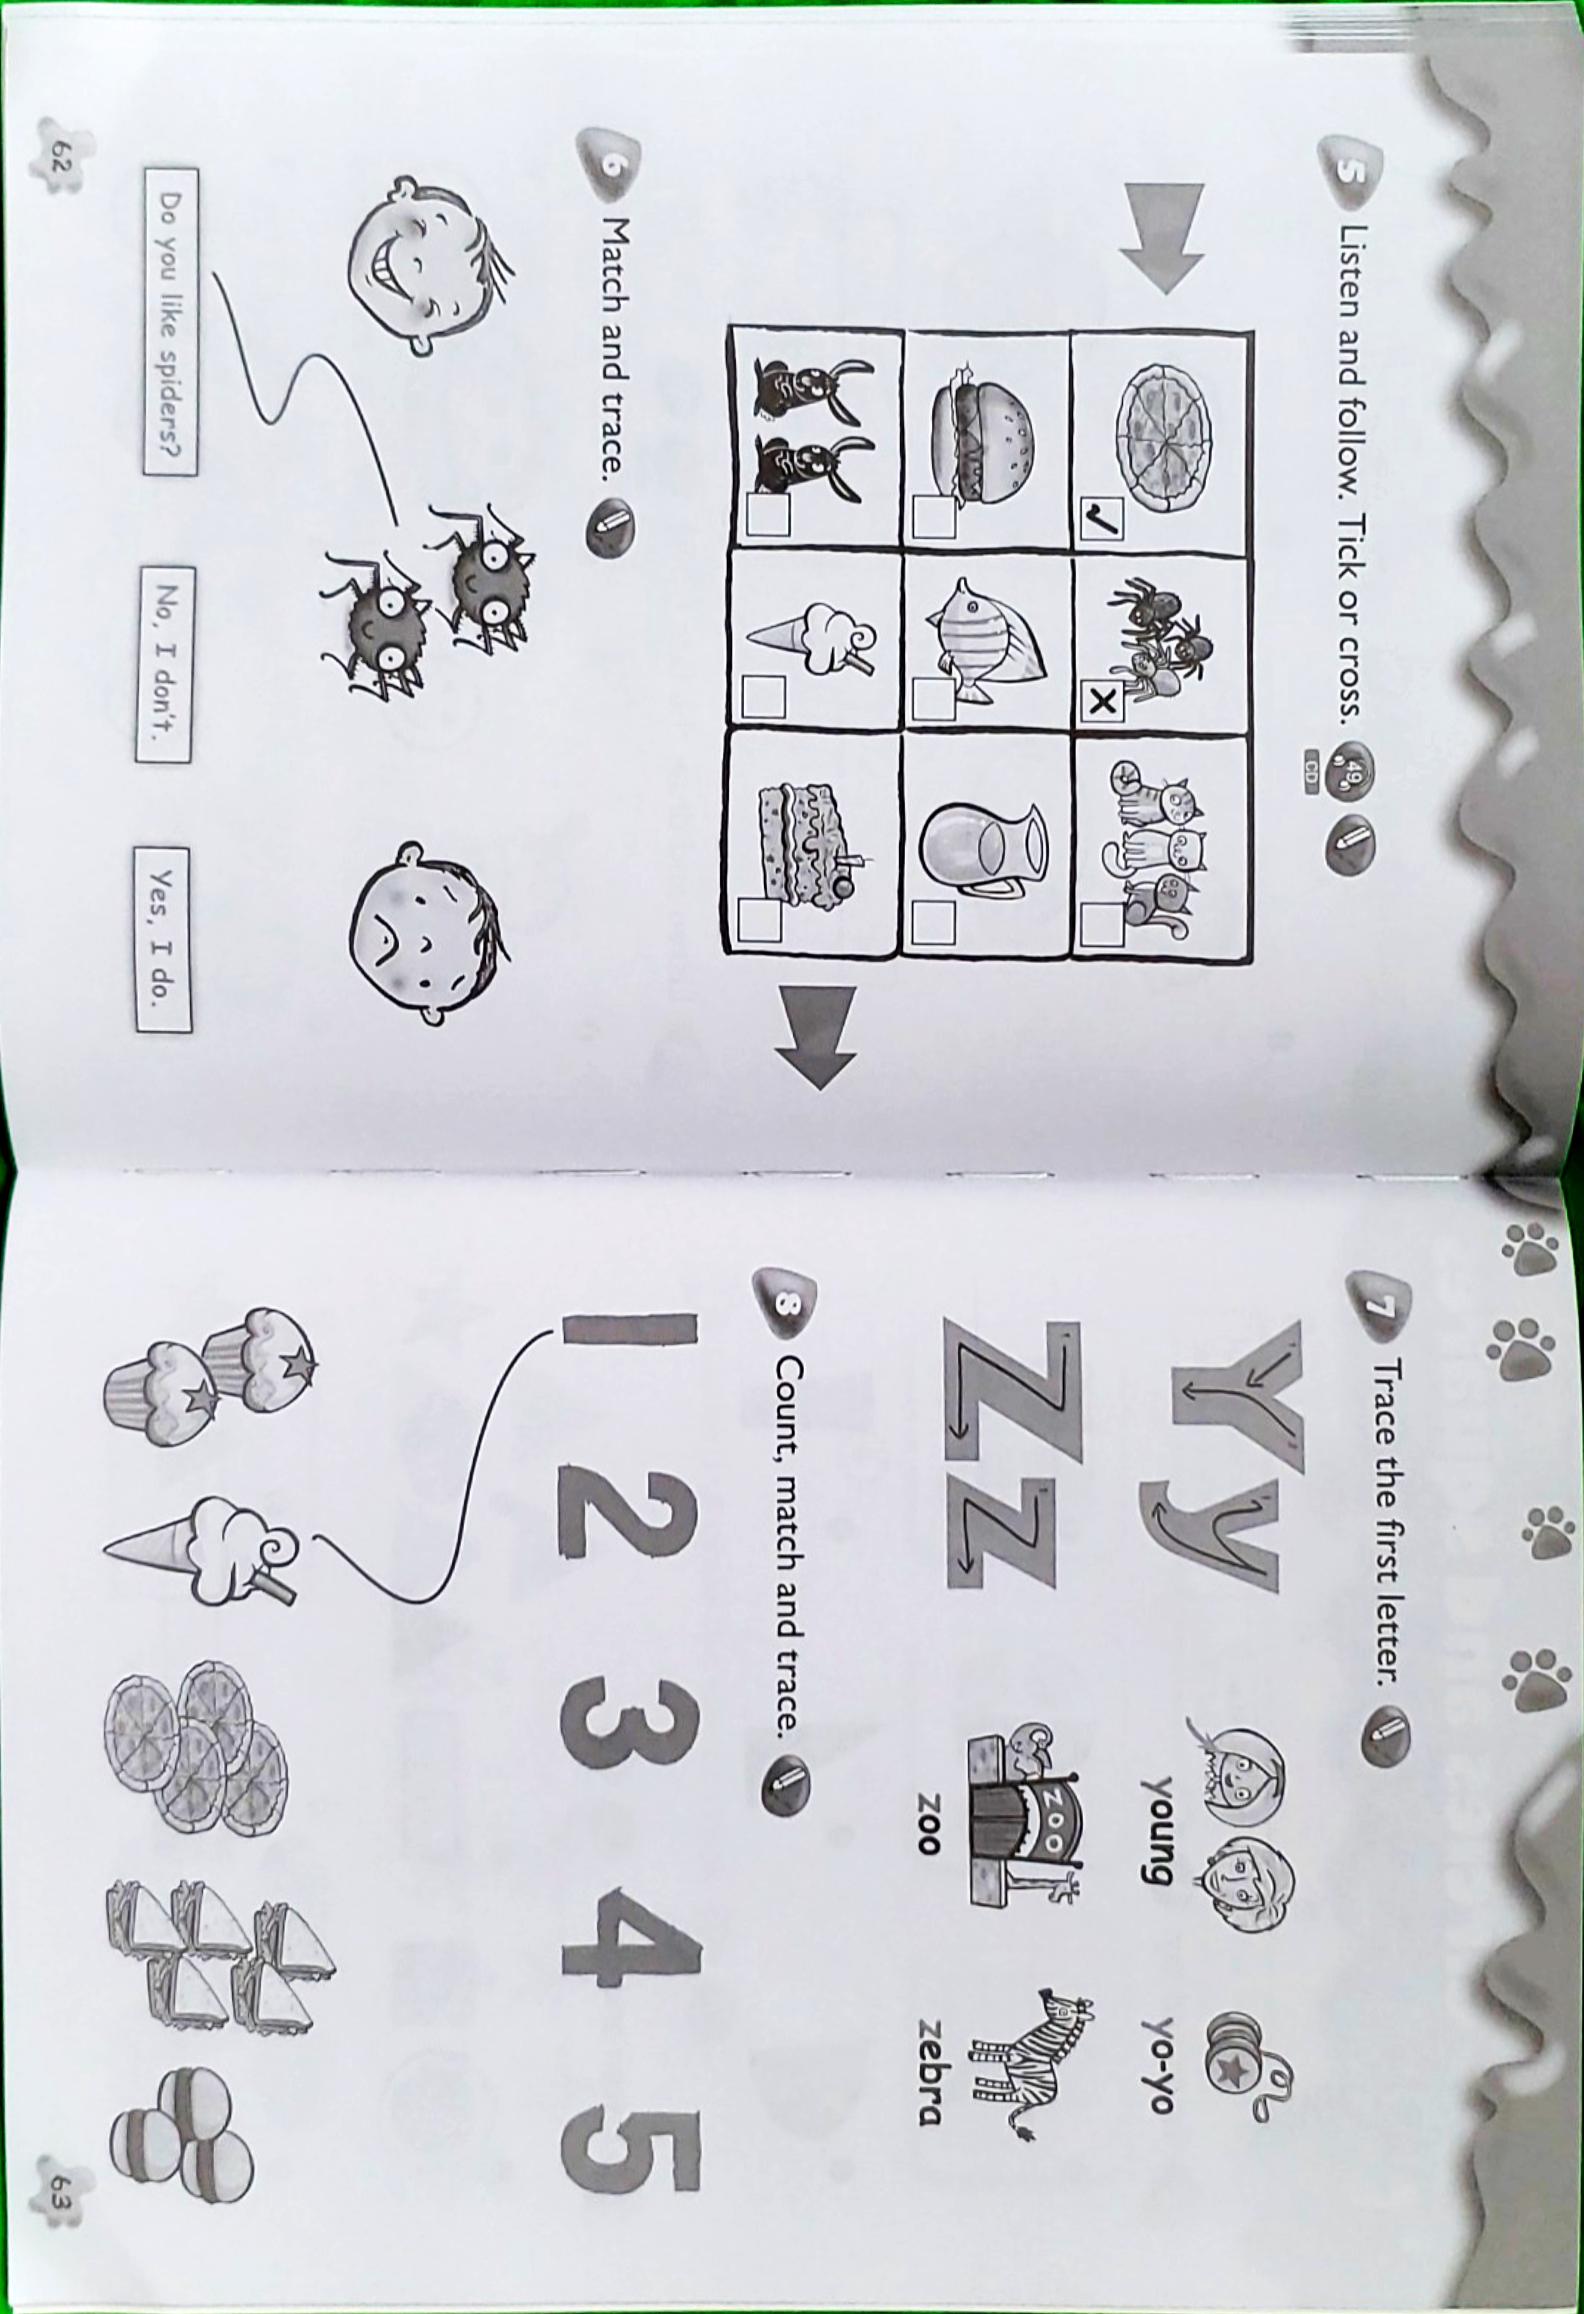 5 Listen and follow. Tick or cross. 49
CD
6 Match and trace.
Do you like spiders?
No, I don't.
Yes, I do.
62
7 Trace the first letter.
Y y
young
yo-yo
Z z
ZOO
zoo
zebra
8 Count, match and trace.
1 2 3 4 5
63